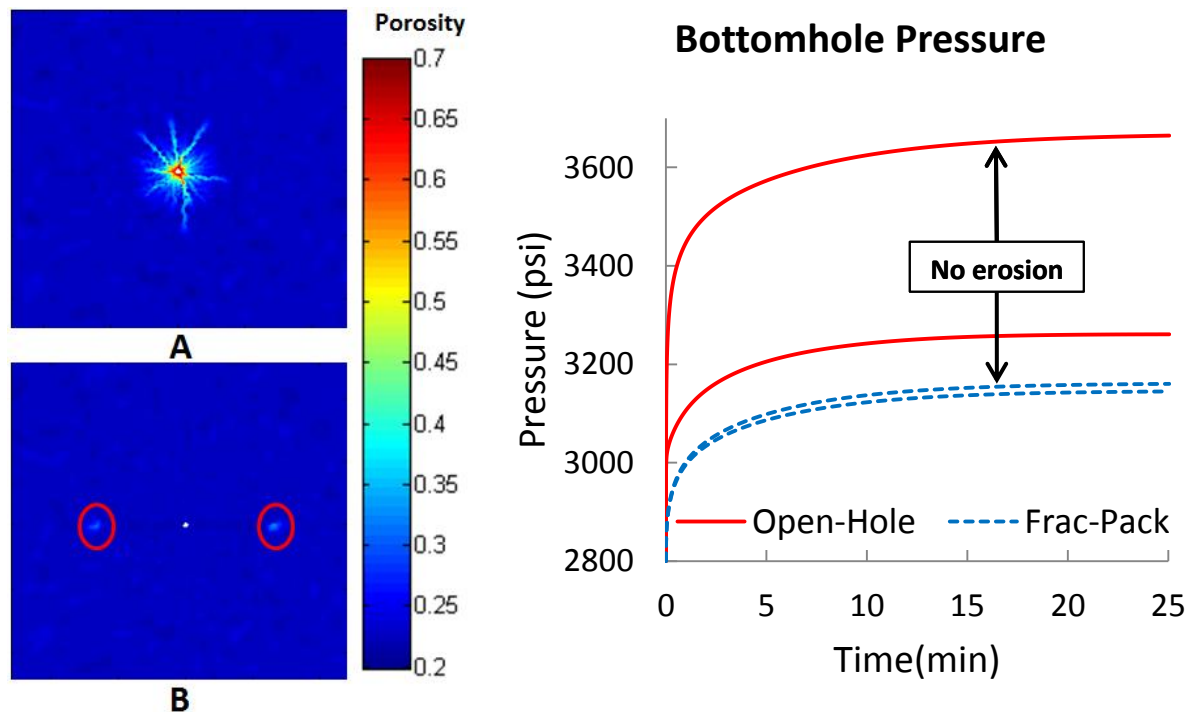 Porosity
0.7
0.65
0.6
0.55
0.5
0.45
0.4
0.35
0.3
0.25
0.2
A
B
Bottomhole Pressure
Pressure (psi)
3600
3400
3200
3000
2800
No erosion
Open-Hole Frac-Pack
0 5 10 15 20 25
Time(min)